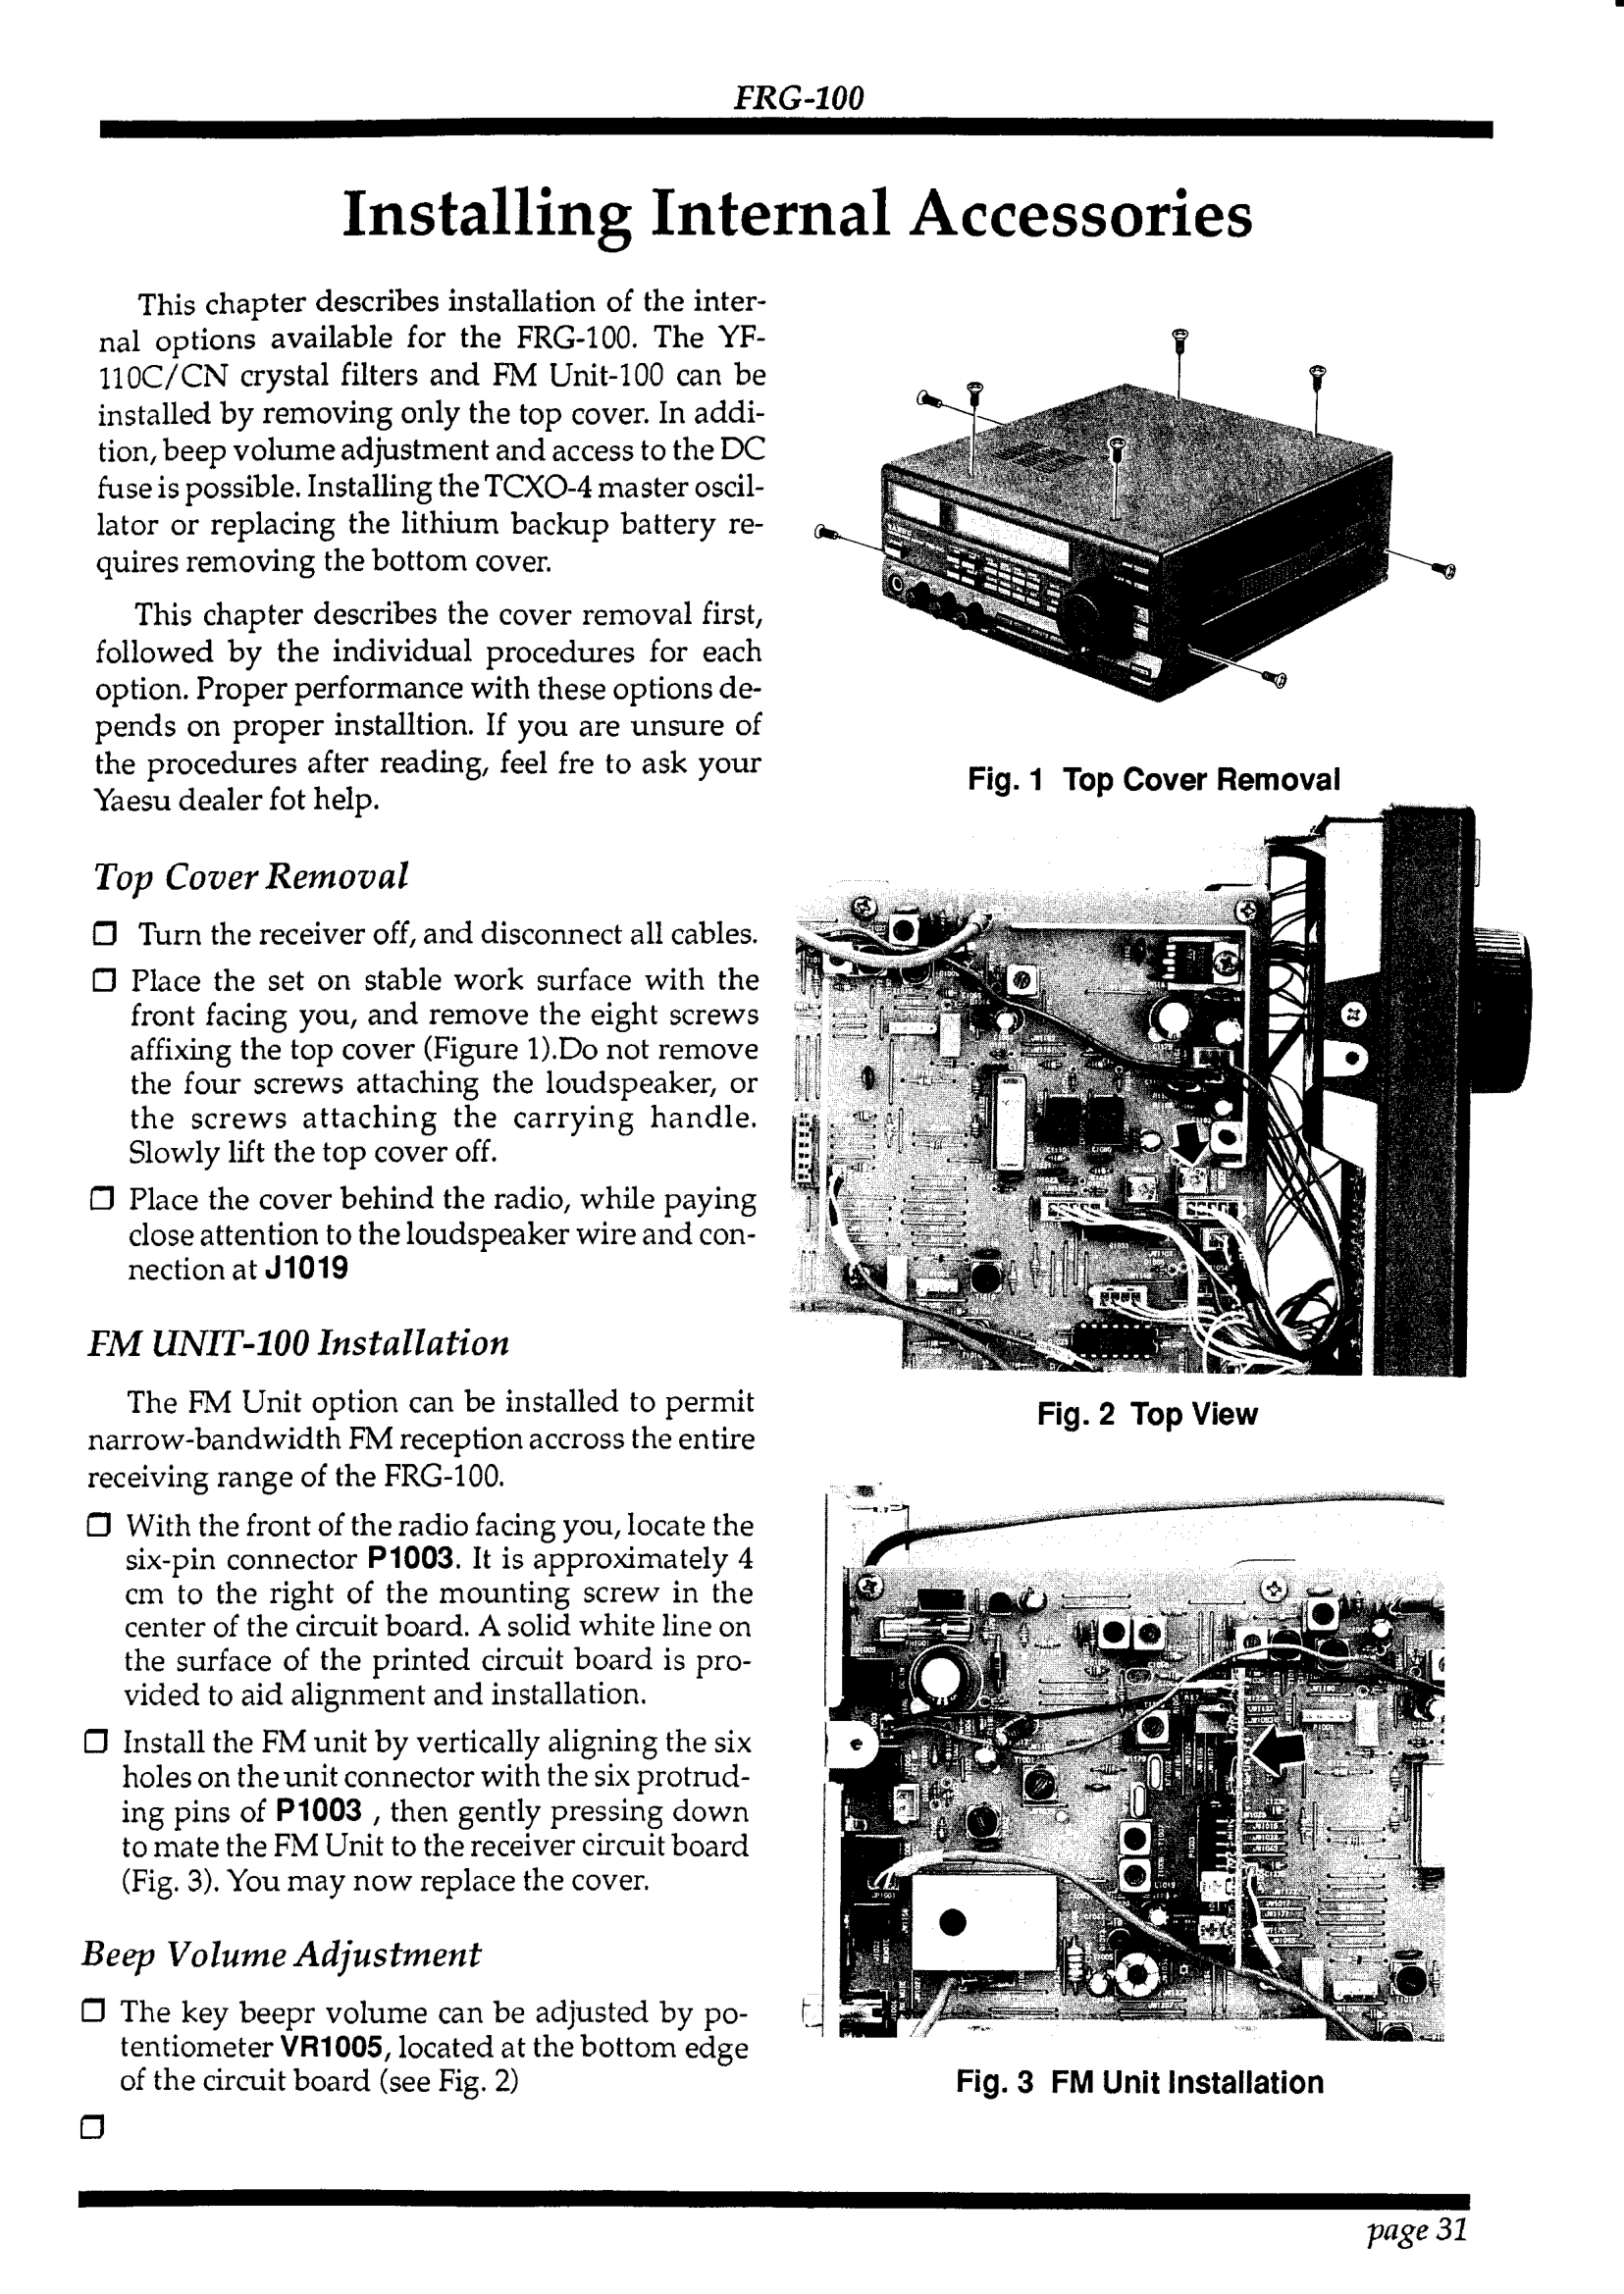 FRG-100
Installing Internal Accessories
This chapter describes installation of the inter-
nal options available for the FRG-100. The YF-
110C/CN crystal filters and FM Unit-100 can be
installed by removing only the top cover. In addi-
tion, beep volume adjustment and access to the DC
fuse is possible. Installing the TCXO-4 master oscil-
lator or replacing the lithium backup battery re-
quires removing the bottom cover.
This chapter describes the cover removal first,
followed by the individual procedures for each
option. Proper performance with these options de-
pends on proper installtion. If you are unsure of
the procedures after reading, feel fre to ask your
Yaesu dealer fot help.
Top Cover Removal
❒ Turn the receiver off, and disconnect all cables.
❒ Place the set on stable work surface with the
front facing you, and remove the eight screws
affixing the top cover (Figure 1).Do not remove
the four screws attaching the loudspeaker, or
the screws attaching the carrying handle.
Slowly lift the top cover off.
❒ Place the cover behind the radio, while paying
close attention to the loudspeaker wire and con-
nection at J1019
FM UNIT-100 Installation
The FM Unit option can be installed to permit
narrow-bandwidth FM reception accross the entire
receiving range of the FRG-100.
❒ With the front of the radio facing you, locate the
six-pin connector P1003. It is approximately 4
cm to the right of the mounting screw in the
center of the circuit board. A solid white line on
the surface of the printed circuit board is pro-
vided to aid alignment and installation.
❒ Install the FM unit by vertically aligning the six
holes on the unit connector with the six protrud-
ing pins of P1003 , then gently pressing down
to mate the FM Unit to the receiver circuit board
(Fig. 3). You may now replace the cover.
Beep Volume Adjustment
❒ The key beepr volume can be adjusted by po-
tentiometer VR1005, located at the bottom edge
of the circuit board (see Fig. 2)
❒
Fig. 1 Top Cover Removal
Fig. 2 Top View
Fig. 3 FM Unit Installation
page 31